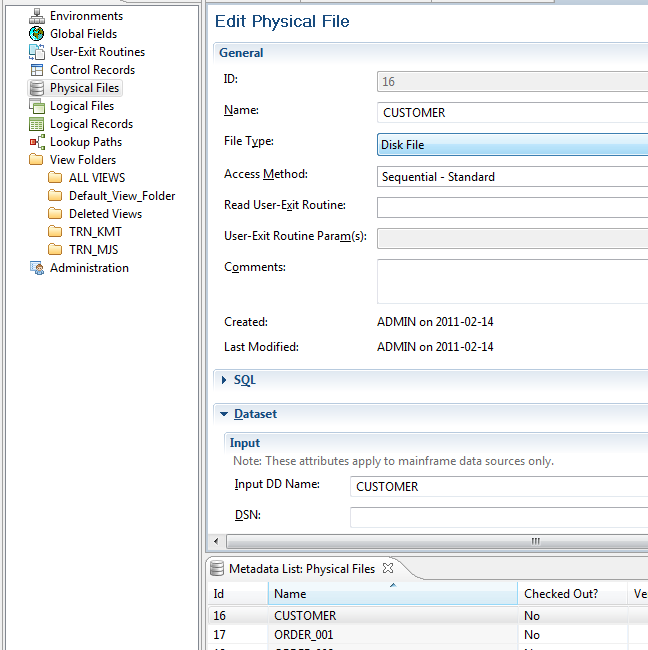 Environments
Global Fields
User-Exit Routines
Control Records
Physical Files
Logical Files
Logical Records
Lookup Paths
View Folders
ALL VIEWS
Default_View_Folder
Deleted Views
TRN_KMT
TRN_MJS
Administration
Edit Physical File
General
ID: 16
Name: CUSTOMER
File Type: Disk File
Access Method: Sequential - Standard
Read User-Exit Routine:
User-Exit Routine Param(s):
Comments:
Created: ADMIN on 2011-02-14
Last Modified: ADMIN on 2011-02-14
SQL
Dataset
Input
Note: These attributes apply to mainframe data sources only.
Input DD Name: CUSTOMER
DSN:
Metadata List: Physical Files
Id Name Checked Out? Ve
16 CUSTOMER No
17 ORDER_001 No